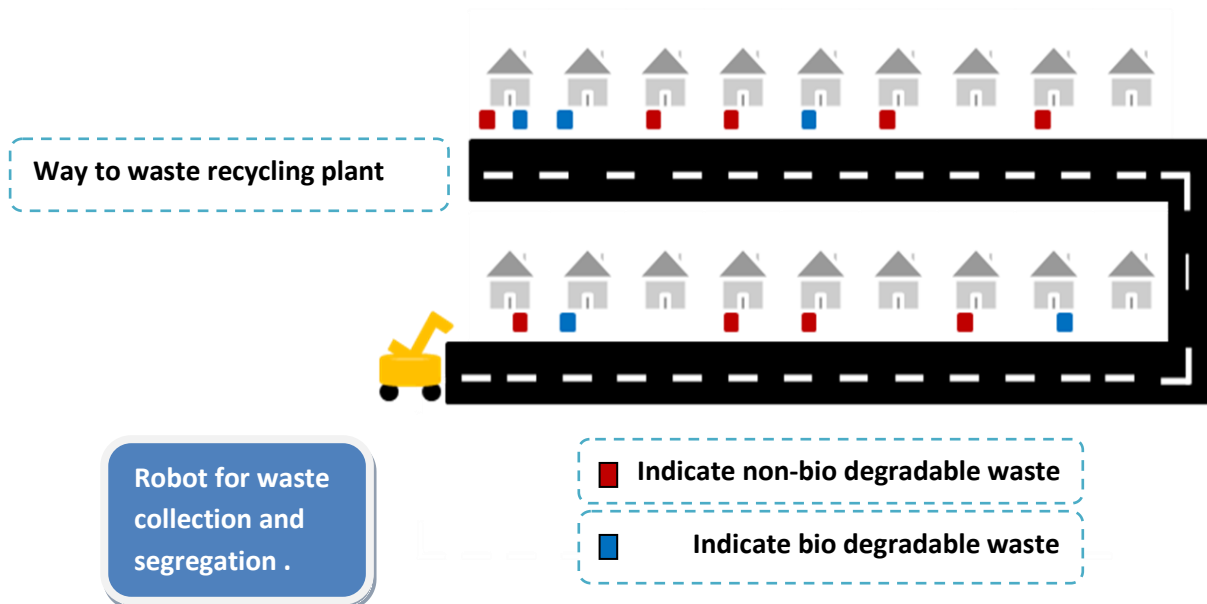 Way to waste recycling plant
Robot for waste
collection and
segregation .
Indicate non-bio degradable waste
Indicate bio degradable waste